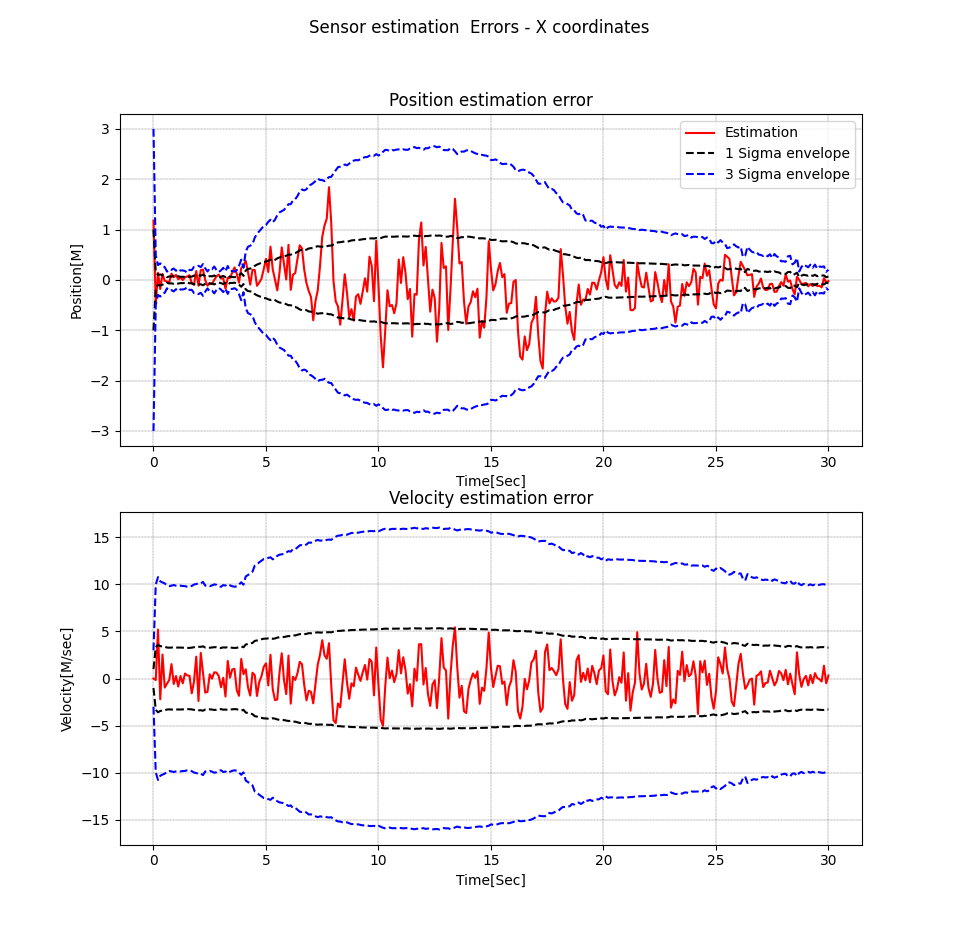 Sensor estimation  Errors - X coordinates
Position estimation error
Estimation
1 Sigma envelope
3 Sigma envelope
Position[M]
3
2
1
0
−1
−2
−3
0 5 10 15 20 25 30
Time[Sec]
Velocity estimation error
Velocity[M/sec]
15
10
5
0
−5
−10
−15
0 5 10 15 20 25 30
Time[Sec]